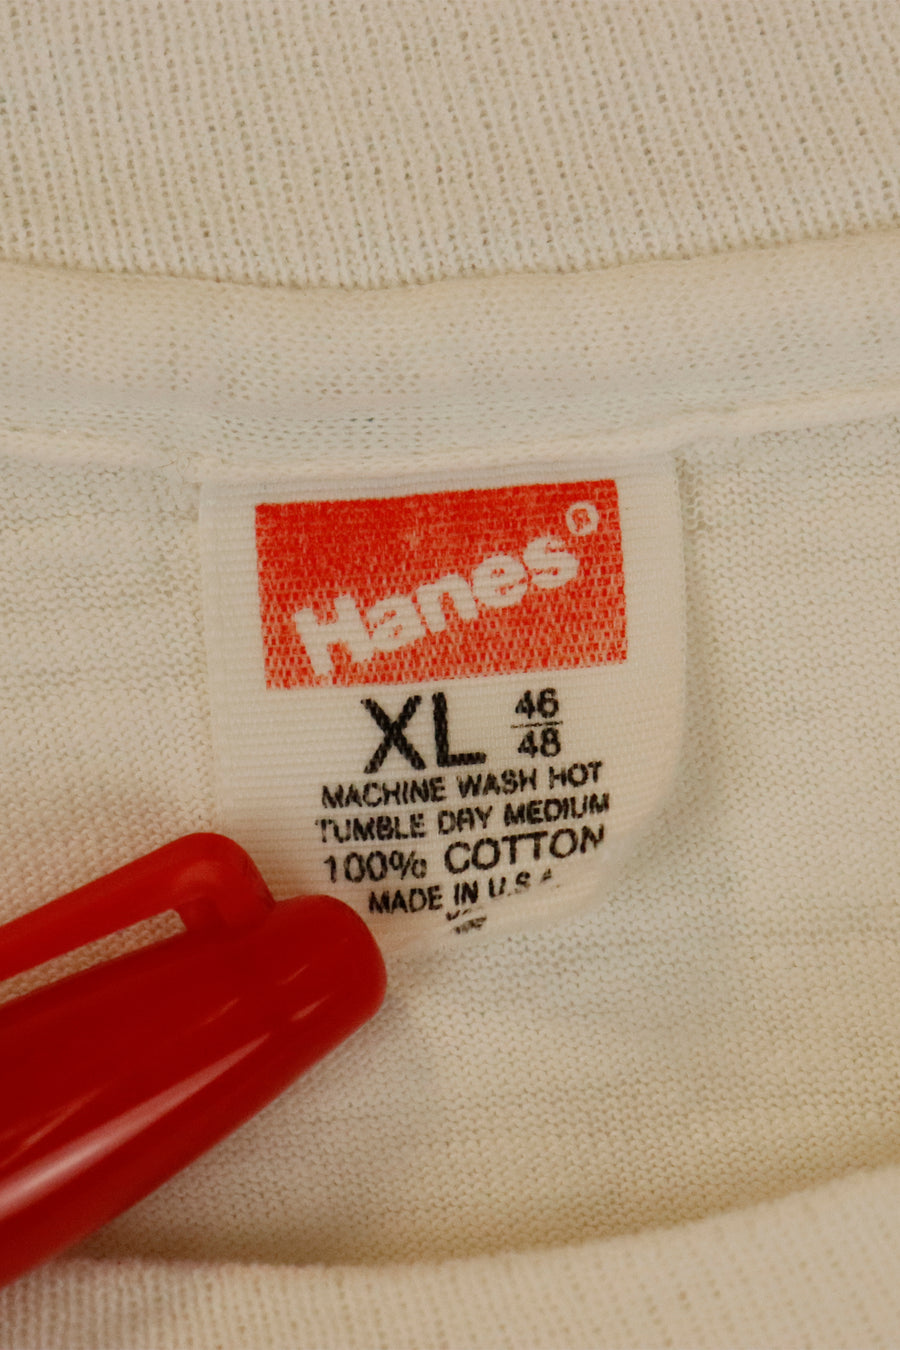 Hanes®
XL 46/48
MACHINE WASH HOT
TUMBLE DRY MEDIUM
100% COTTON
MADE IN U.S.A.